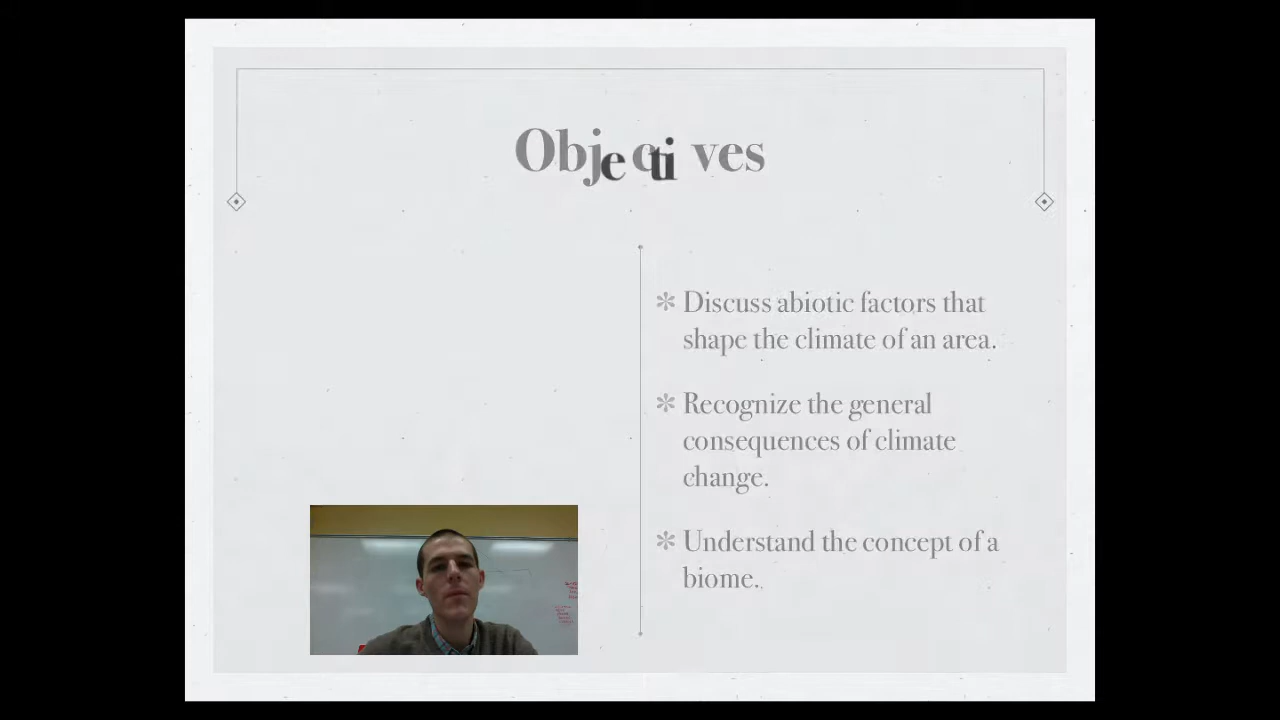 Objectives
* Discuss abiotic factors that
shape the climate of an area.
* Recognize the general
consequences of climate
change.
* Understand the concept of a
biome.